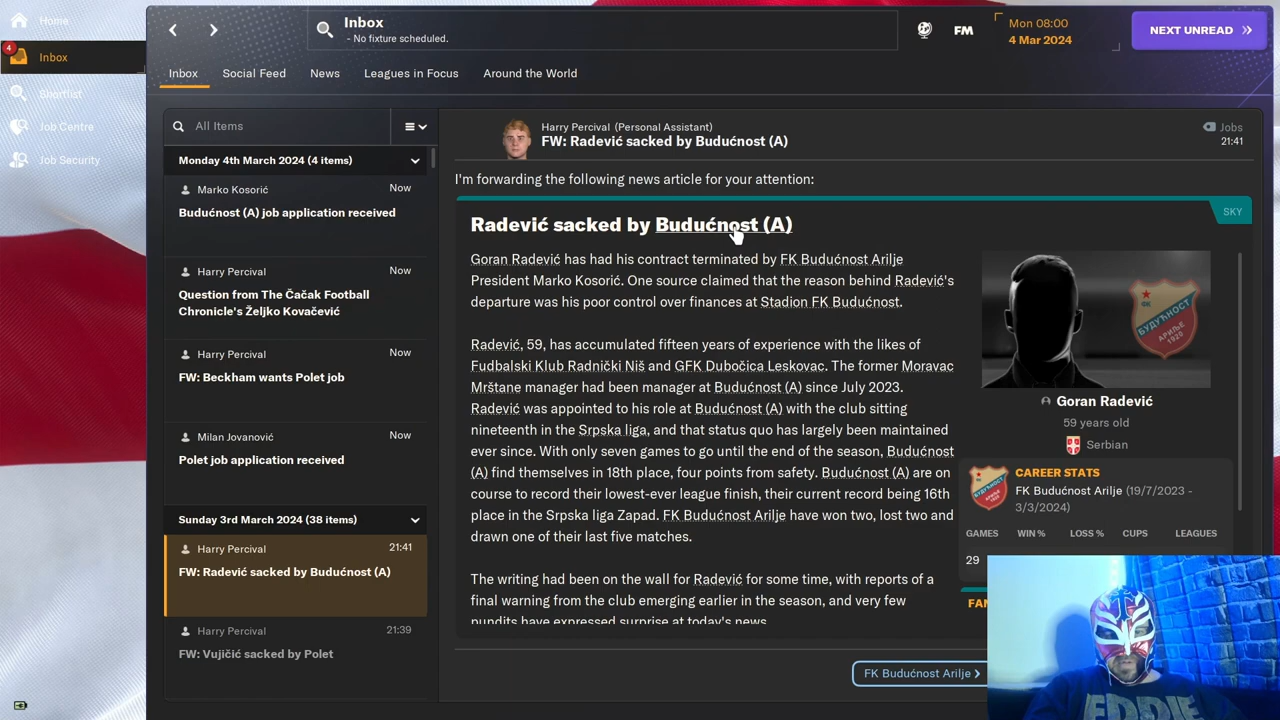 Home
4
Inbox
Shortlist
Job Centre
Job Security
Inbox
- No fixture scheduled.
FM
Mon 08:00
4 Mar 2024
NEXT UNREAD
Inbox
Social Feed
News
Leagues in Focus
Around the World
All Items
Monday 4th March 2024 (4 items)
Marko Kosorić
Now
Budućnost (A) job application received
Harry Percival
Now
Question from The Čačak Football
Chronicle's Željko Kovačević
Harry Percival
Now
FW: Beckham wants Polet job
Milan Jovanović
Now
Polet job application received
Sunday 3rd March 2024 (38 items)
Harry Percival
21:41
FW: Radević sacked by Budućnost (A)
Harry Percival
21:39
FW: Vujičić sacked by Polet
Harry Percival (Personal Assistant)
FW: Radević sacked by Budućnost (A)
Jobs
21:41
I'm forwarding the following news article for your attention:
SKY
Radević sacked by Budućnost (A)
Goran Radević has had his contract terminated by FK Budućnost Arilje
President Marko Kosorić. One source claimed that the reason behind Radević's
departure was his poor control over finances at Stadion FK Budućnost.
Radević, 59, has accumulated fifteen years of experience with the likes of
Fudbalski Klub Radnički Niš and GFK Dubočica Leskovac. The former Moravac
Mrštane manager had been manager at Budućnost (A) since July 2023.
Radević was appointed to his role at Budućnost (A) with the club sitting
nineteenth in the Srpska liga, and that status quo has largely been maintained
ever since. With only seven games to go until the end of the season, Budućnost
(A) find themselves in 18th place, four points from safety. Budućnost (A) are on
course to record their lowest-ever league finish, their current record being 16th
place in the Srpska liga Zapad. FK Budućnost Arilje have won two, lost two and
drawn one of their last five matches.
The writing had been on the wall for Radević for some time, with reports of a
final warning from the club emerging earlier in the season, and very few
pundits have expressed surprise at today's news.
БУДУЋНОСТ
АРИЉЕ
1920
Goran Radević
59 years old
Serbian
CAREER STATS
FK Budućnost Arilje (19/7/2023 -
3/3/2024)
GAMES
WIN %
LOSS %
CUPS
LEAGUES
29
FAN
FK Budućnost Arilje
EDDIE